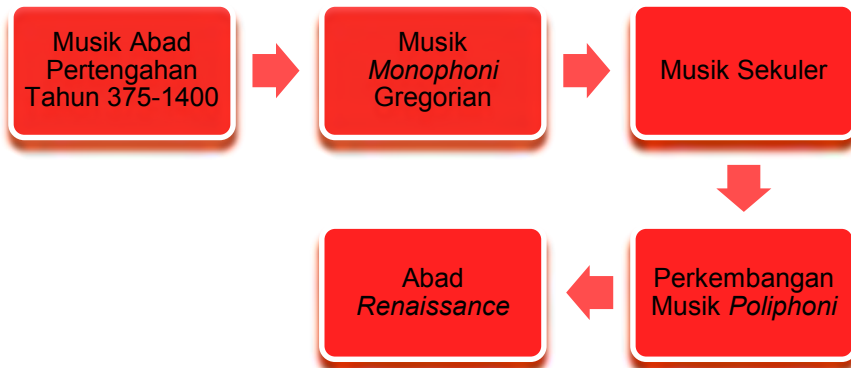 Musik Abad
Pertengahan
Tahun 375-1400
Musik
Monophoni
Gregorian
Musik Sekuler
Perkembangan
Musik Poliphoni
Abad
Renaissance